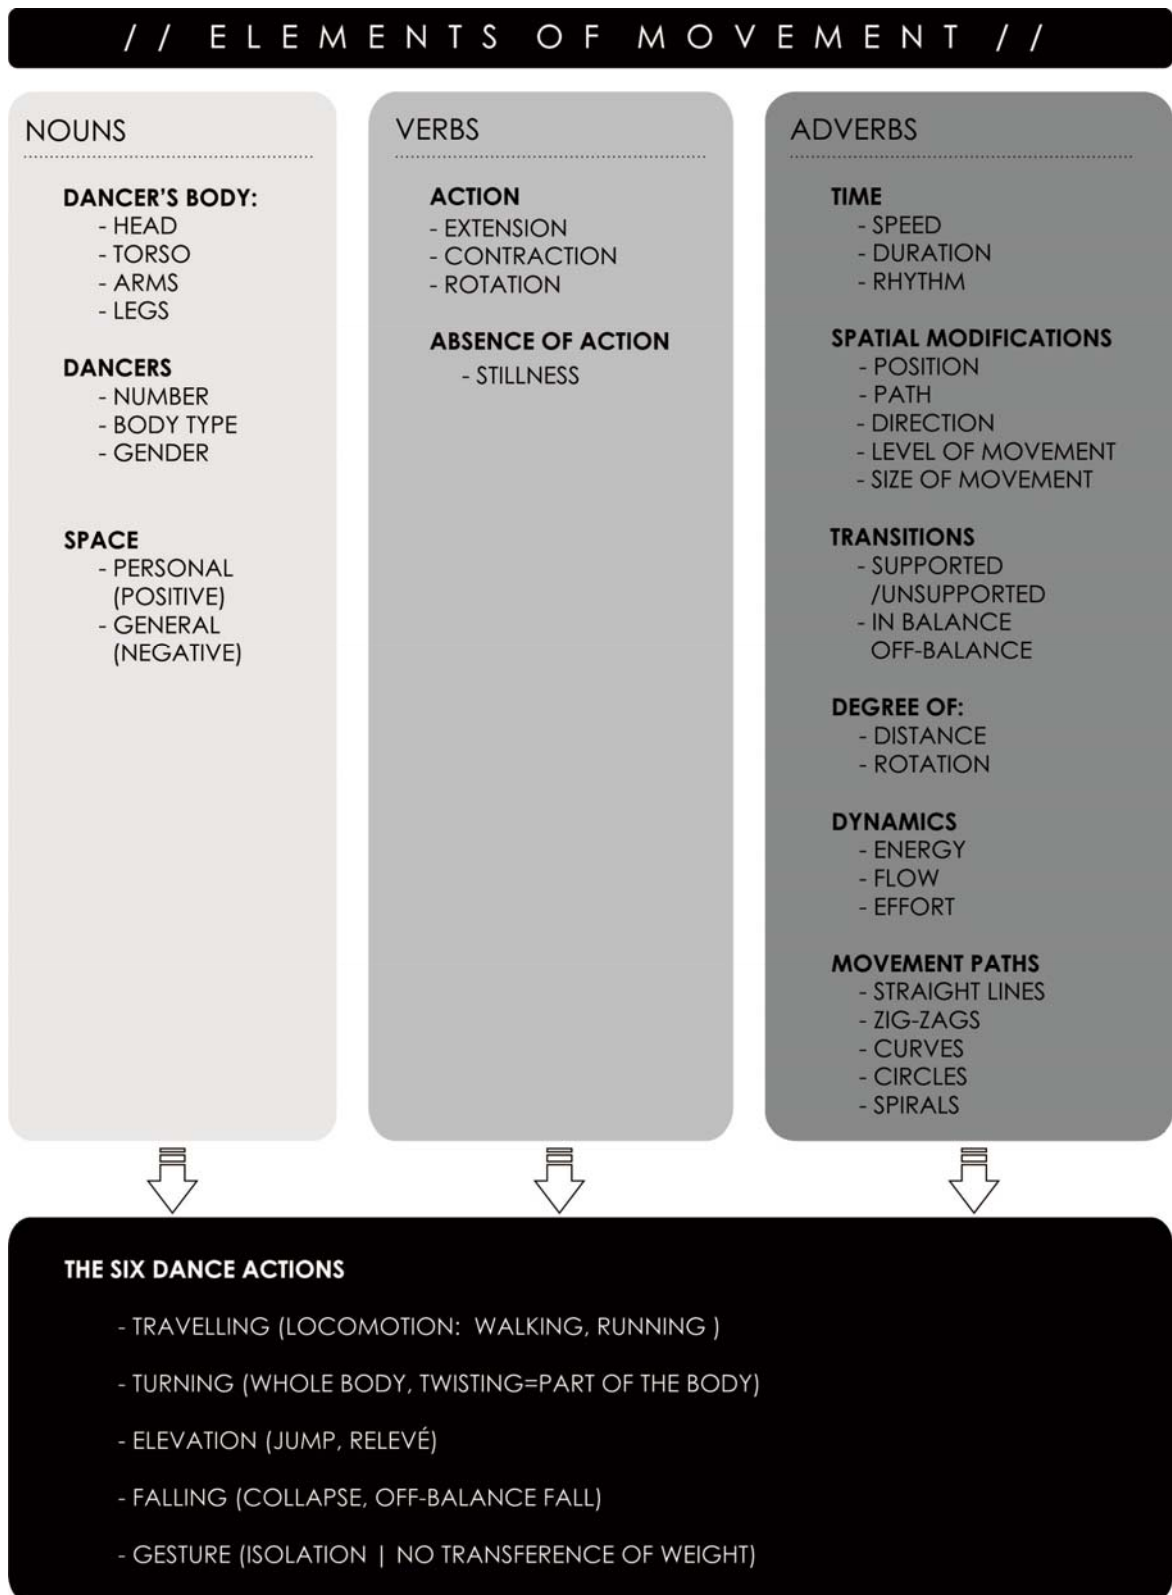 // ELEMENTS OF MOVEMENT //
NOUNS
DANCER'S BODY:
- HEAD
- TORSO
- ARMS
- LEGS
DANCERS
- NUMBER
- BODY TYPE
- GENDER
SPACE
- PERSONAL
(POSITIVE)
- GENERAL
(NEGATIVE)
VERBS
ACTION
- EXTENSION
- CONTRACTION
- ROTATION
ABSENCE OF ACTION
- STILLNESS
ADVERBS
TIME
- SPEED
- DURATION
- RHYTHM
SPATIAL MODIFICATIONS
- POSITION
- PATH
- DIRECTION
- LEVEL OF MOVEMENT
- SIZE OF MOVEMENT
TRANSITIONS
- SUPPORTED
/UNSUPPORTED
- IN BALANCE
OFF-BALANCE
DEGREE OF:
- DISTANCE
- ROTATION
DYNAMICS
- ENERGY
- FLOW
- EFFORT
MOVEMENT PATHS
- STRAIGHT LINES
- ZIG-ZAGS
- CURVES
- CIRCLES
- SPIRALS
THE SIX DANCE ACTIONS
- TRAVELLING (LOCOMOTION: WALKING, RUNNING )
- TURNING (WHOLE BODY, TWISTING=PART OF THE BODY)
- ELEVATION (JUMP, RELEVÉ)
- FALLING (COLLAPSE, OFF-BALANCE FALL)
- GESTURE (ISOLATION | NO TRANSFERENCE OF WEIGHT)